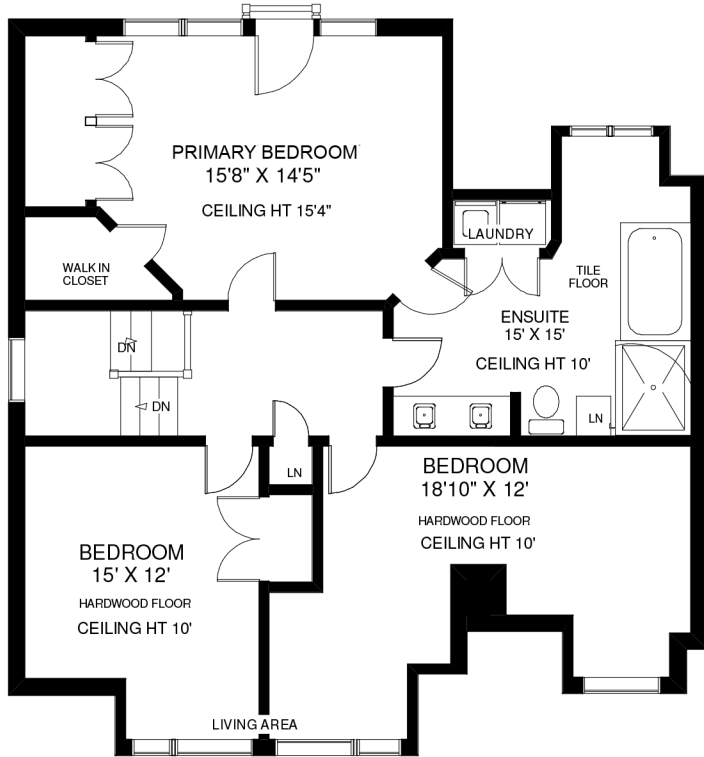 PRIMARY BEDROOM
15'8" X 14'5"
CEILING HT 15'4"
LAUNDRY
WALK IN
CLOSET
TILE
FLOOR
ENSUITE
15' X 15'
CEILING HT 10'
DN
DN
LN
LN
BEDROOM
18'10" X 12'
HARDWOOD FLOOR
CEILING HT 10'
BEDROOM
15' X 12'
HARDWOOD FLOOR
CEILING HT 10'
LIVING AREA